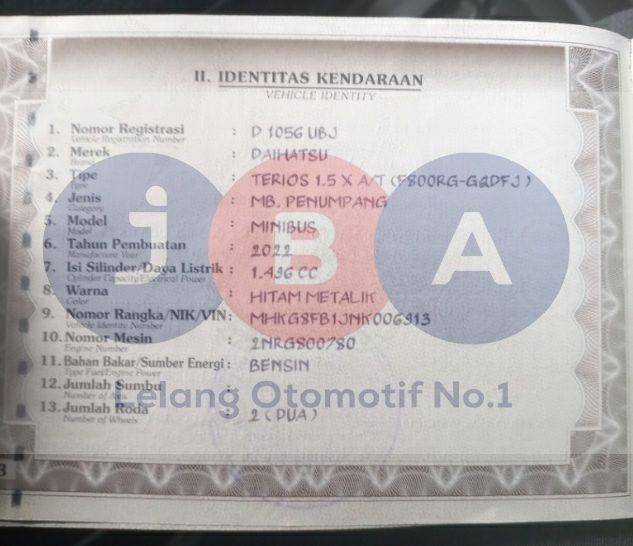 II. IDENTITAS KENDARAAN
VEHICLE IDENTITY
1. Nomor Registrasi : D 1056 UBJ
Vehicle Registration Number
2. Merek : DAIHATSU
Brand
3. Tipe : TERIOS 1.5 X A/T (F800RG-GQDFJ)
Type
4. Jenis : MB. PENUMPANG
Category
5. Model : MINIBUS
Model
6. Tahun Pembuatan : 2022
Manufacture Year
7. Isi Silinder/Daya Listrik : 1.496 CC
Cylinder Capacity/Electrical Power
8. Warna : HITAM METALIK
Color
9. Nomor Rangka/NIK/VIN : MHKG8FB1JNK006913
Vehicle Identity Number
10. Nomor Mesin : 2NRG800780
Engine Number
11. Bahan Bakar/Sumber Energi : BENSIN
Type Fuel/Engine Power
12. Jumlah Sumbu :
Number of Axis
13. Jumlah Roda : 2 (DUA)
Number of Wheels
jBA
Lelang Otomotif No.1